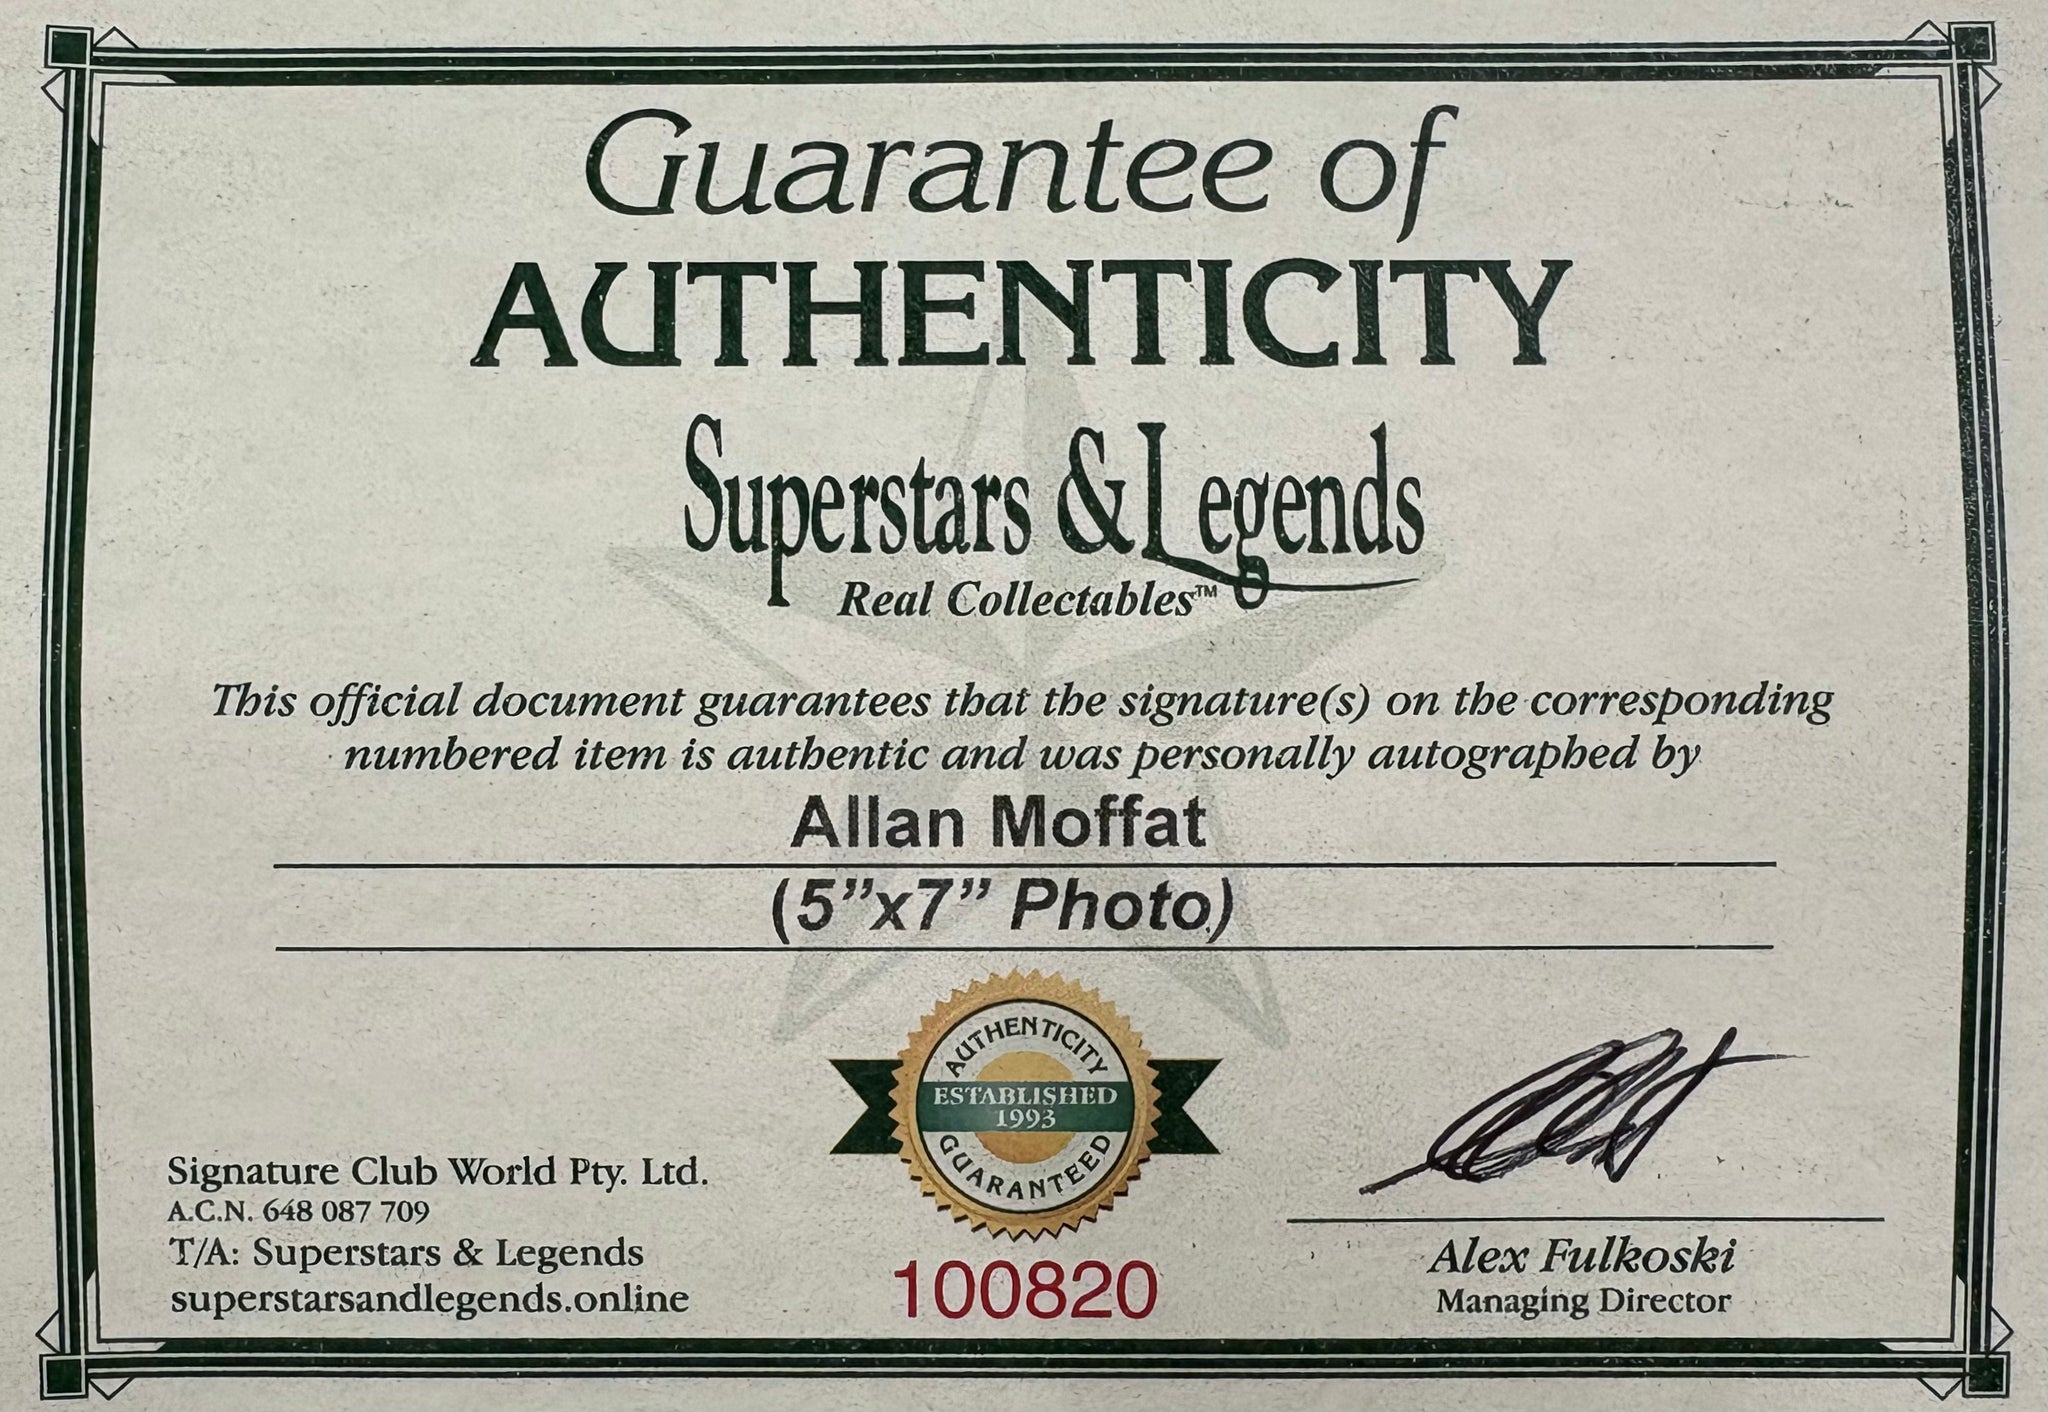 Guarantee of
AUTHENTICITY
Superstars & Legends
Real Collectables™
This official document guarantees that the signature(s) on the corresponding
numbered item is authentic and was personally autographed by
Allan Moffat
(5”x7” Photo)
AUTHENTICITY
ESTABLISHED
1993
GUARANTEED
100820
Signature Club World Pty. Ltd.
A.C.N. 648 087 709
T/A: Superstars & Legends
superstarsandlegends.online
Alex Fulkoski
Managing Director